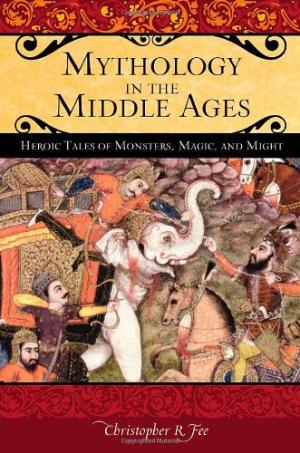 MYTHOLOGY
IN THE
MIDDLE AGES
HEROIC TALES OF MONSTERS, MAGIC, AND MIGHT
Christopher R. Fee